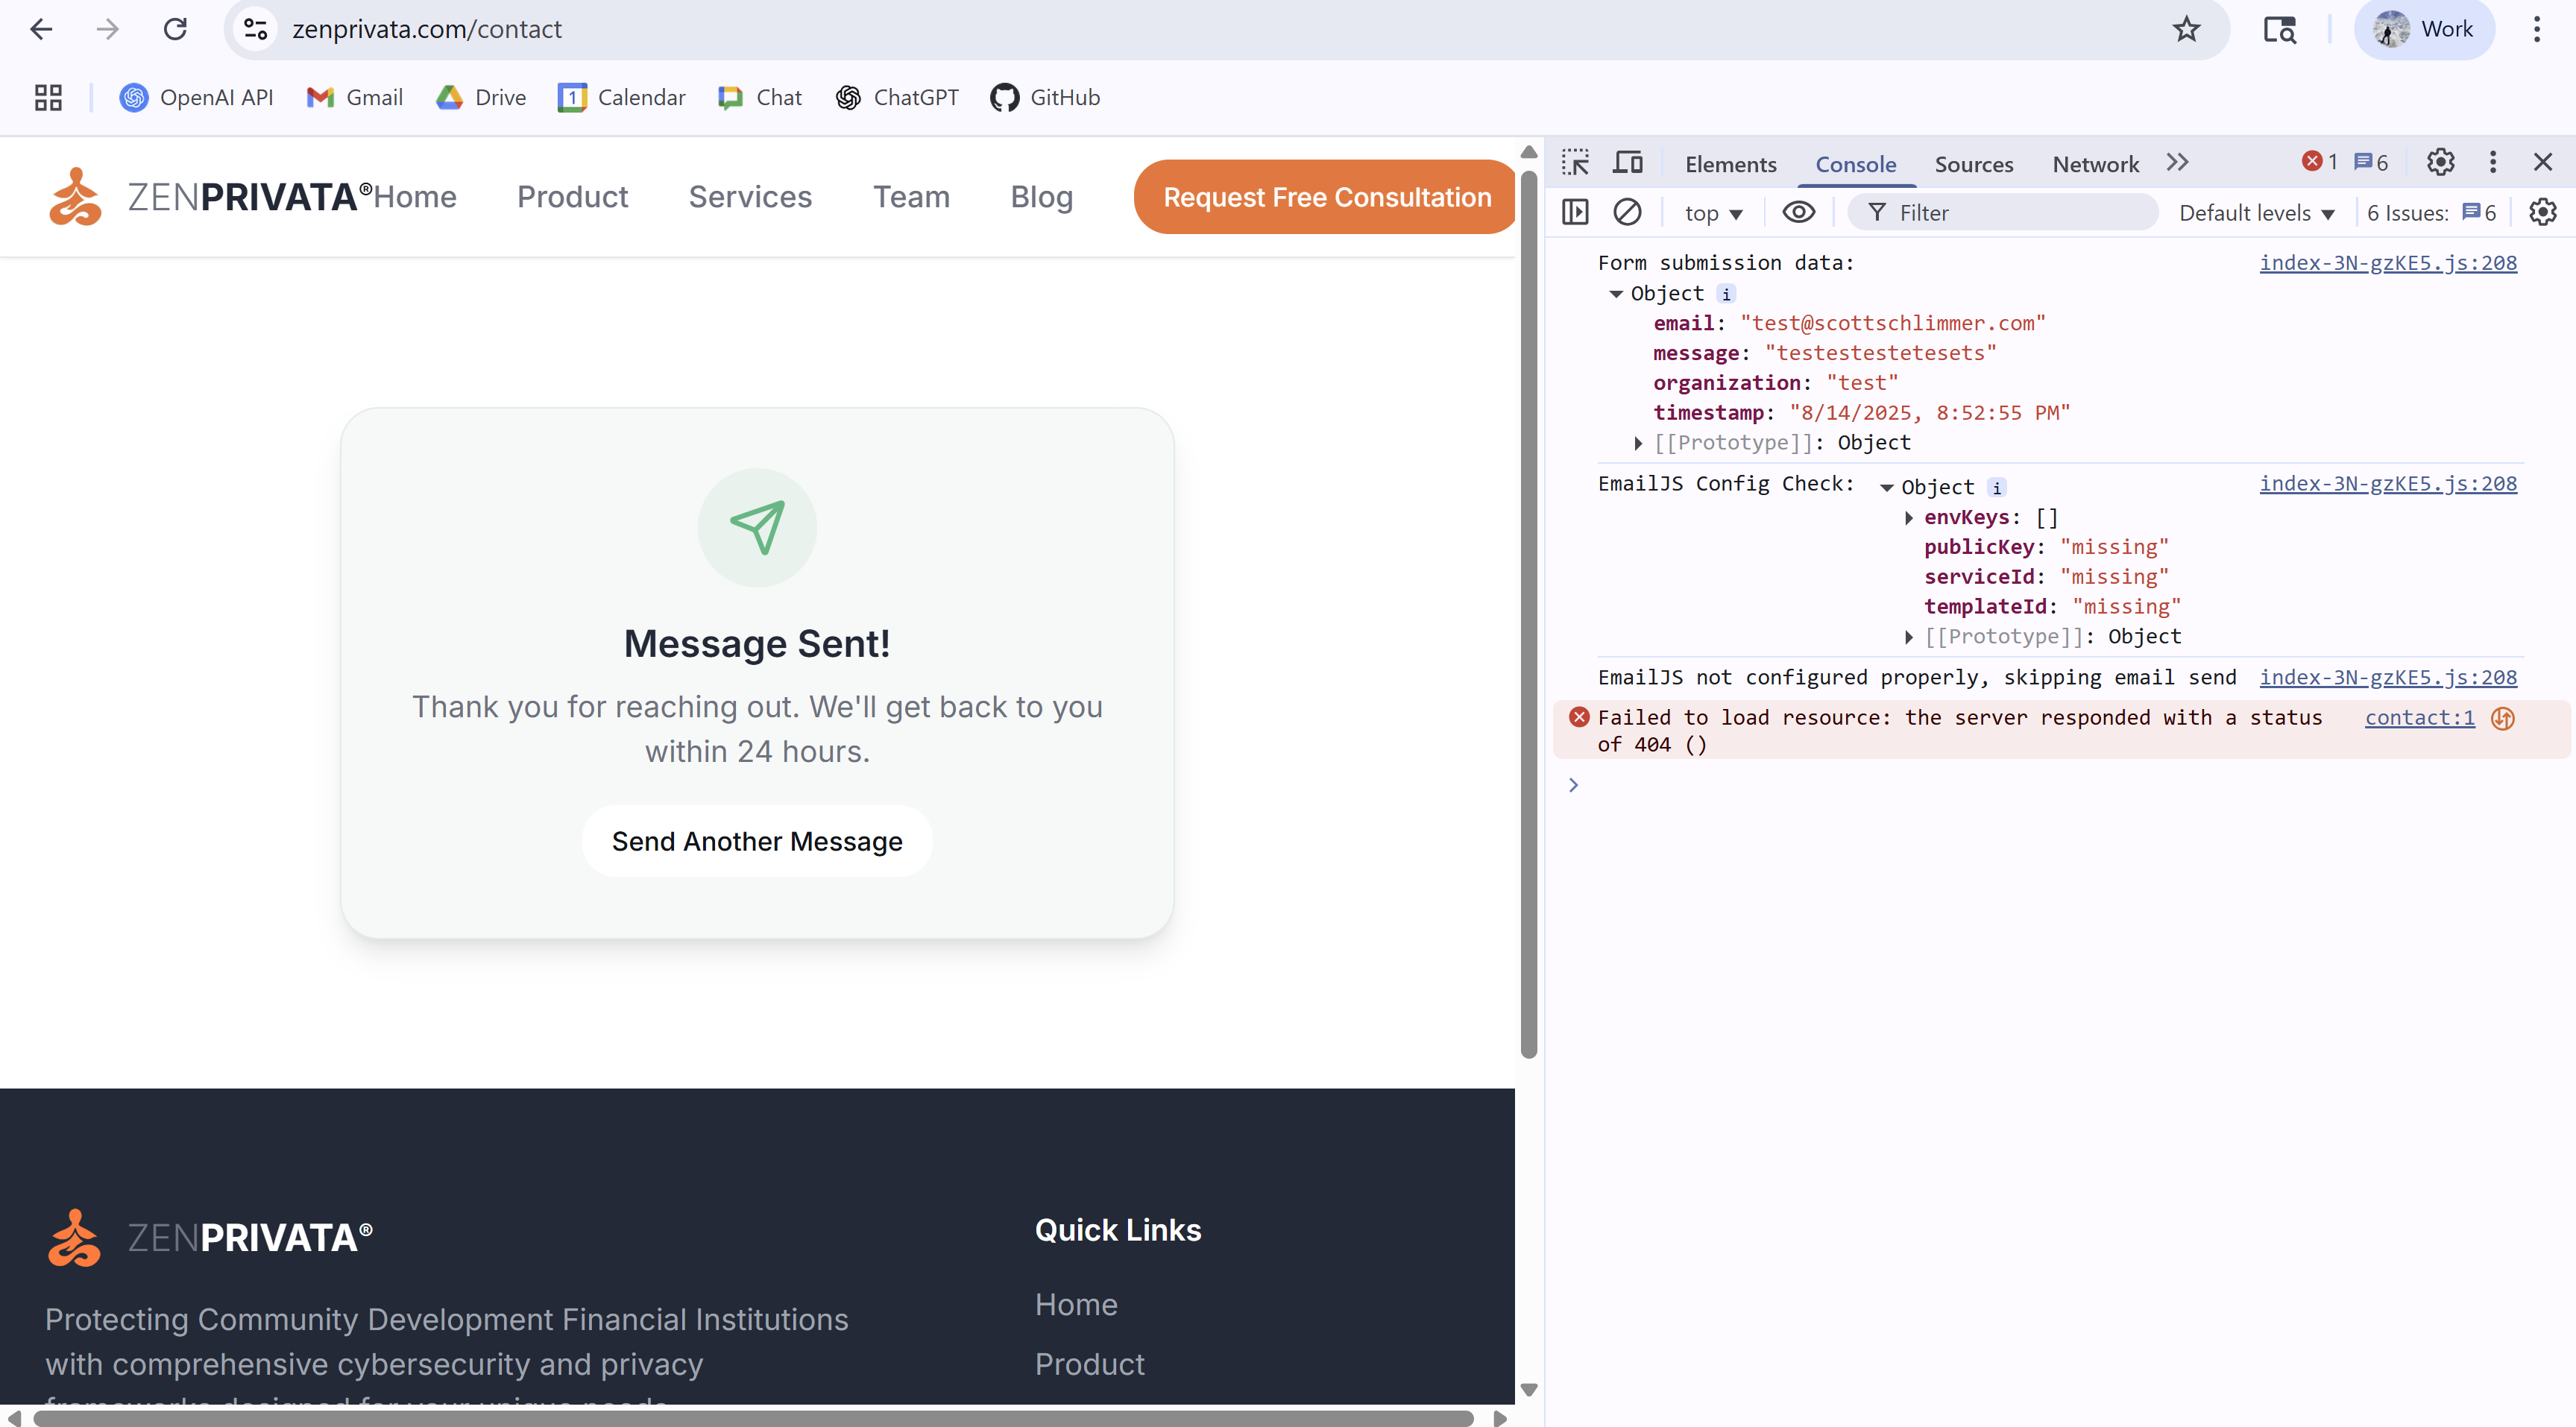 zenprivata.com/contact
Work
OpenAI API
Gmail
Drive
1
Calendar
Chat
ChatGPT
GitHub
ZENPRIVATA®
Home
Product
Services
Team
Blog
Request Free Consultation
Message Sent!
Thank you for reaching out. We'll get back to you
within 24 hours.
Send Another Message
ZENPRIVATA®
Protecting Community Development Financial Institutions
with comprehensive cybersecurity and privacy
frameworks designed for your unique needs.
Quick Links
Home
Product
Elements
Console
Sources
Network
1
6
top
Filter
Default levels
6 Issues:
6
Form submission data:
index-3N-gzKE5.js:208
Object i
email: "test@scottschlimmer.com"
message: "testestestetesets"
organization: "test"
timestamp: "8/14/2025, 8:52:55 PM"
[[Prototype]]: Object
EmailJS Config Check:
Object i
index-3N-gzKE5.js:208
envKeys: []
publicKey: "missing"
serviceId: "missing"
templateId: "missing"
[[Prototype]]: Object
EmailJS not configured properly, skipping email send
index-3N-gzKE5.js:208
Failed to load resource: the server responded with a status
of 404 ()
contact:1